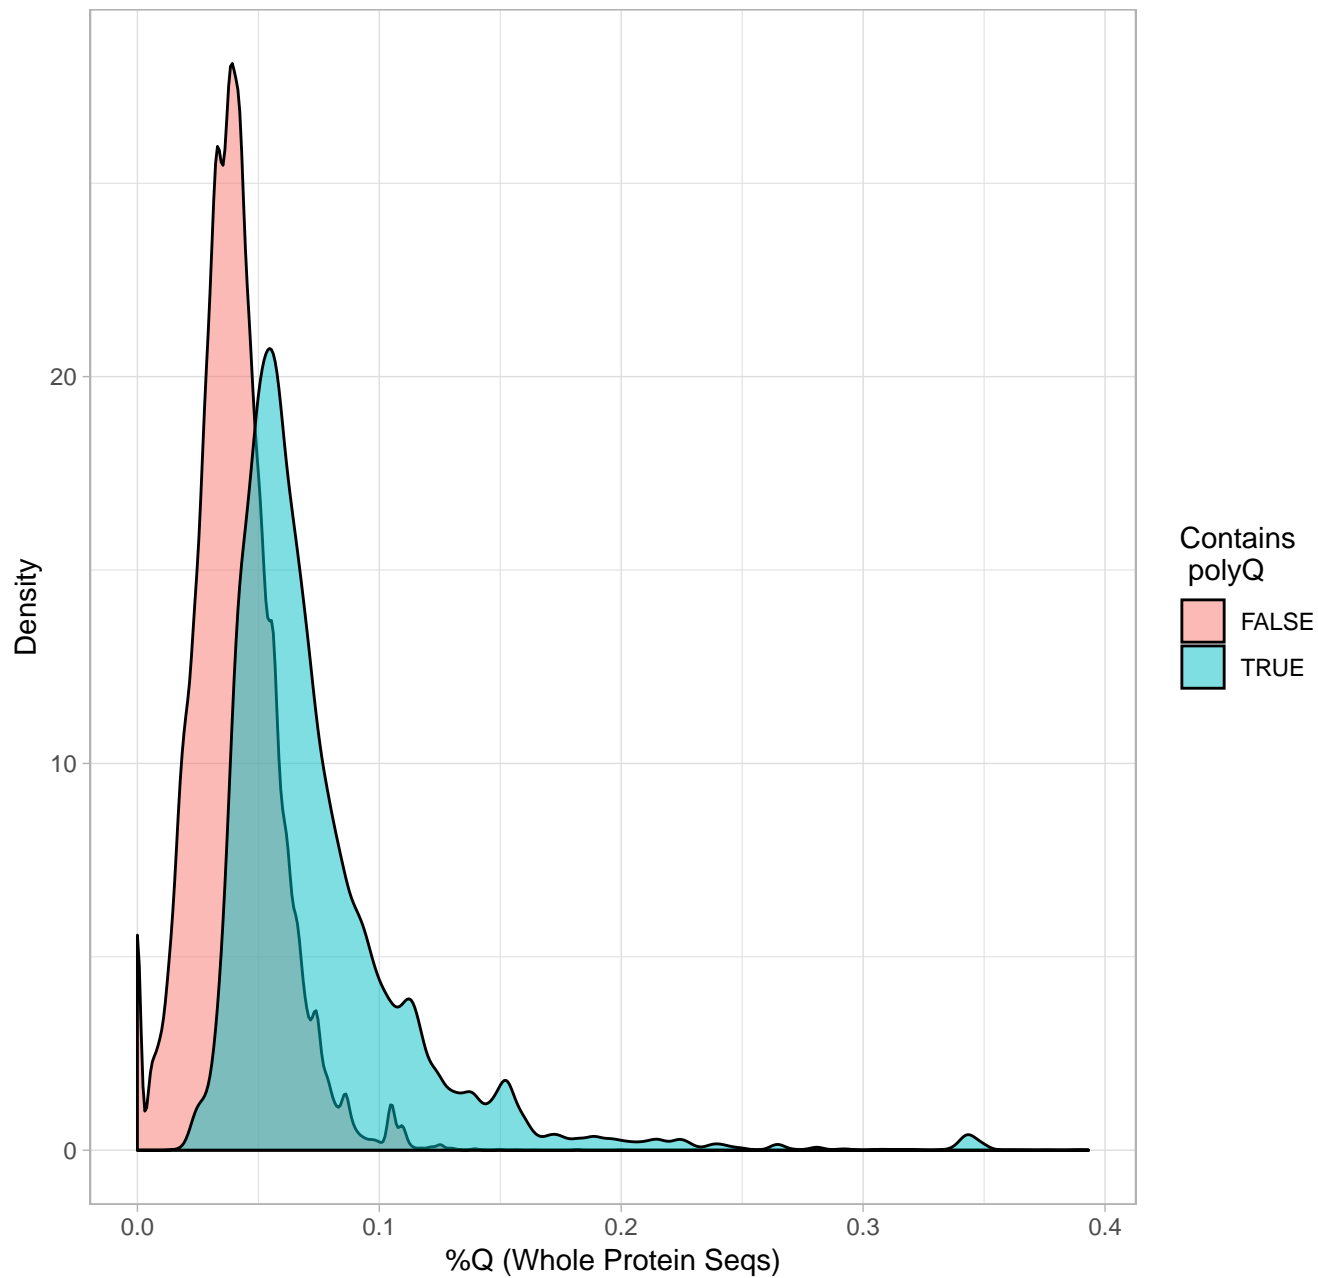 Density
20
10
0
0.0
0.1
0.2
0.3
0.4
%Q (Whole Protein Seqs)
Contains
polyQ
FALSE
TRUE